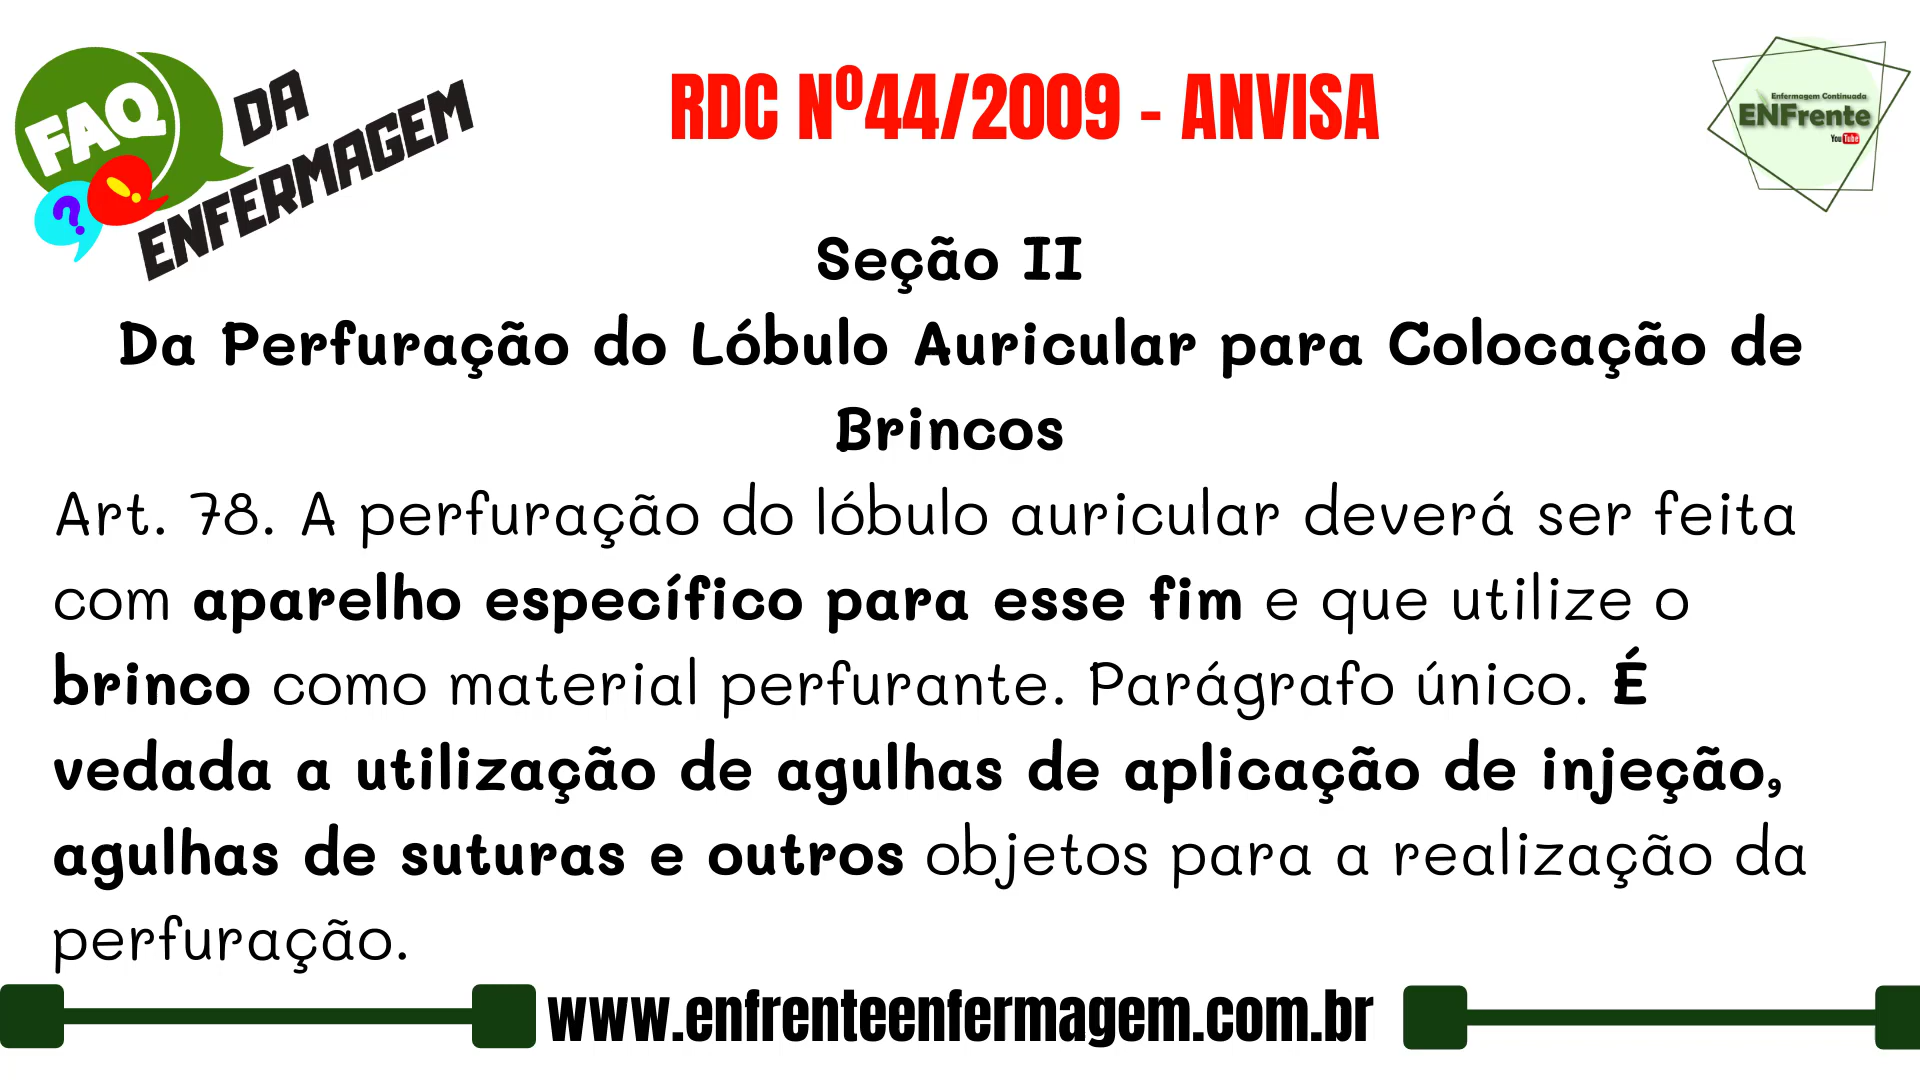 FAQ
DA
ENFERMAGEM
? !
RDC Nº44/2009 - ANVISA
Enfermagem Continuada
ENFrente
YouTube
Seção II
Da Perfuração do Lóbulo Auricular para Colocação de
Brincos
Art. 78. A perfuração do lóbulo auricular deverá ser feita
com aparelho específico para esse fim e que utilize o
brinco como material perfurante. Parágrafo único. É
vedada a utilização de agulhas de aplicação de injeção,
agulhas de suturas e outros objetos para a realização da
perfuração.
www.enfrenteenfermagem.com.br